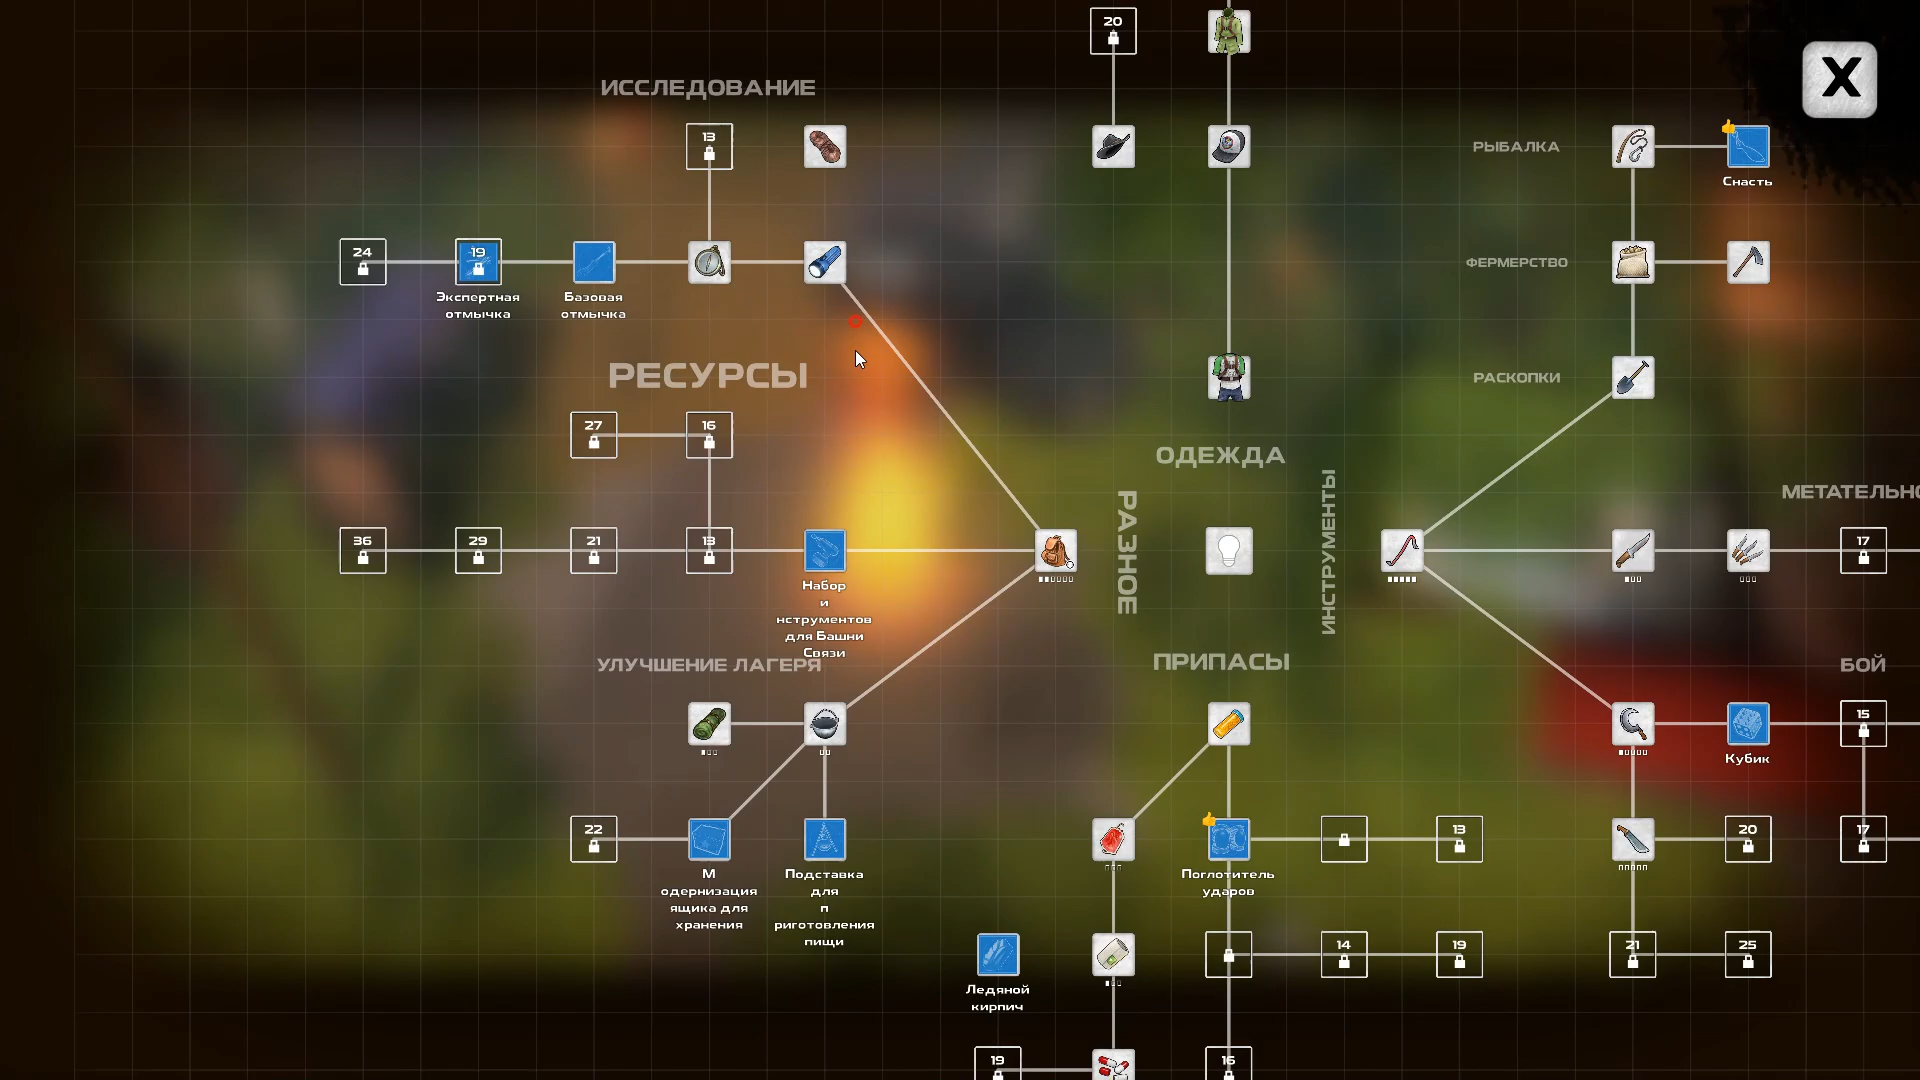 20
X
ИССЛЕДОВАНИЕ
13
РЫБАЛКА
Снасть
24
19
Экспертная
отмычка
Базовая
отмычка
ФЕРМЕРСТВО
РЕСУРСЫ
РАСКОПКИ
27
16
ОДЕЖДА
РАЗНОЕ
ИНСТРУМЕНТЫ
МЕТАТЕЛЬНО
36
29
21
13
17
Набор
и
нструментов
для Башни
Связи
УЛУЧШЕНИЕ ЛАГЕРЯ
ПРИПАСЫ
БОЙ
15
Кубик
22
М
одернизация
ящика для
хранения
Подставка
для
п
риготовления
пищи
Поглотитель
ударов
13
20
17
Ледяной
кирпич
14
19
21
25
19
16